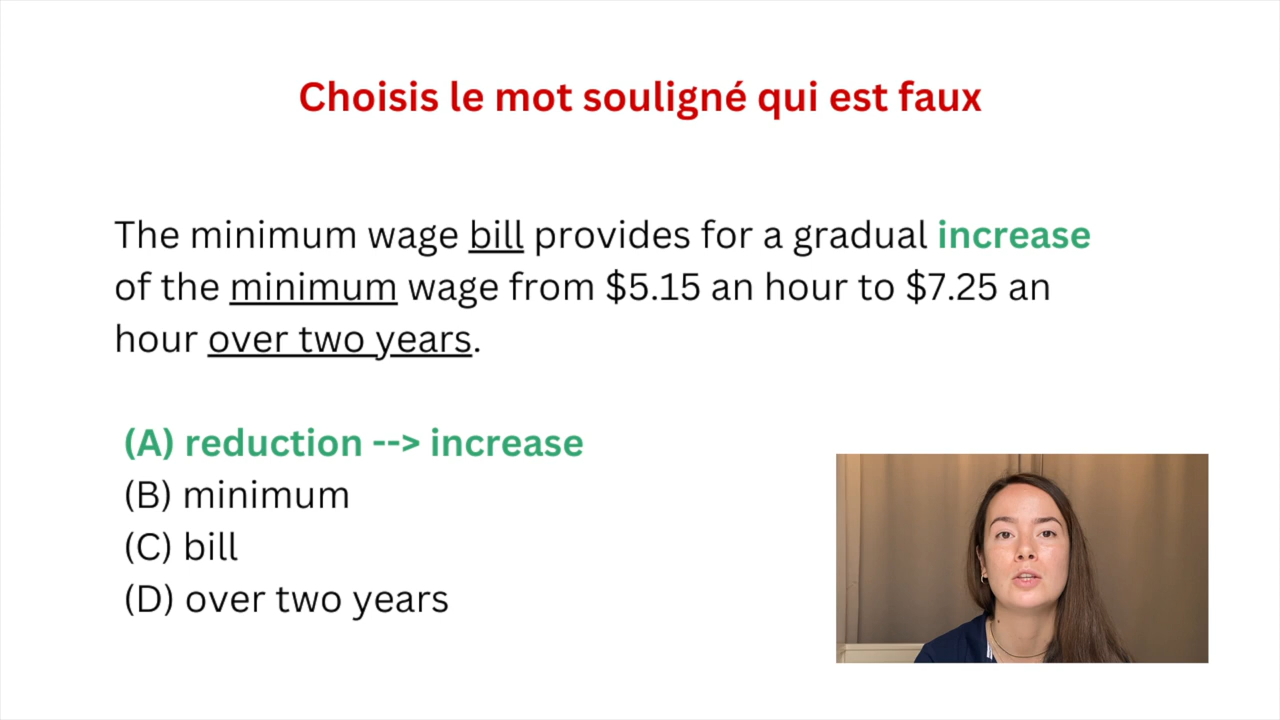 Choisis le mot souligné qui est faux
The minimum wage bill provides for a gradual increase
of the minimum wage from $5.15 an hour to $7.25 an
hour over two years.
(A) reduction --> increase
(B) minimum
(C) bill
(D) over two years